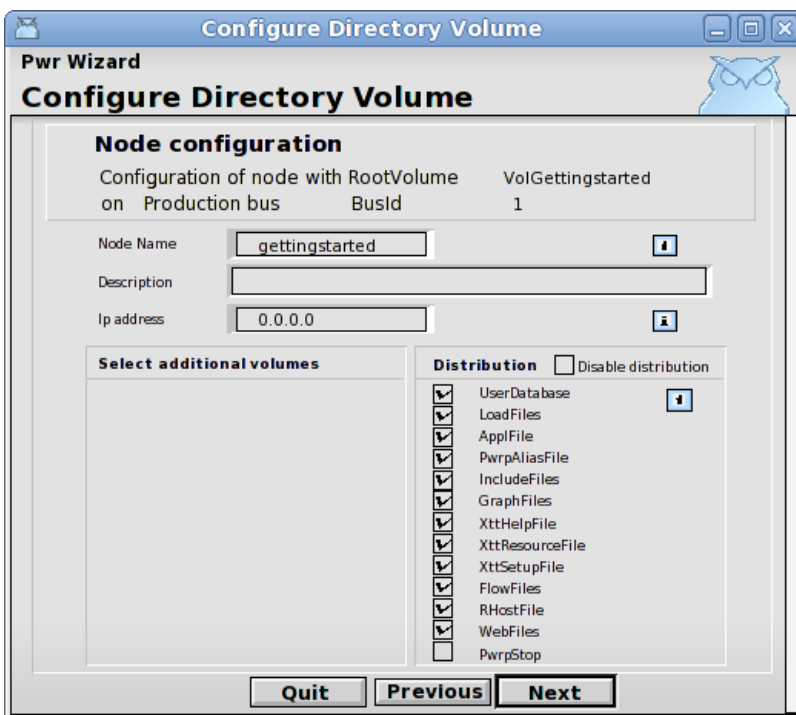 Configure Directory Volume
Pwr Wizard
Configure Directory Volume
Node configuration
Configuration of node with RootVolume VolGettingstarted
on Production bus BusId 1
Node Name gettingstarted
Description
Ip address 0.0.0.0
Select additional volumes
Distribution Disable distribution
UserDatabase
LoadFiles
ApplFile
PwrpAliasFile
IncludeFiles
GraphFiles
XttHelpFile
XttResourceFile
XttSetupFile
FlowFiles
RHostFile
WebFiles
PwrpStop
Quit Previous Next